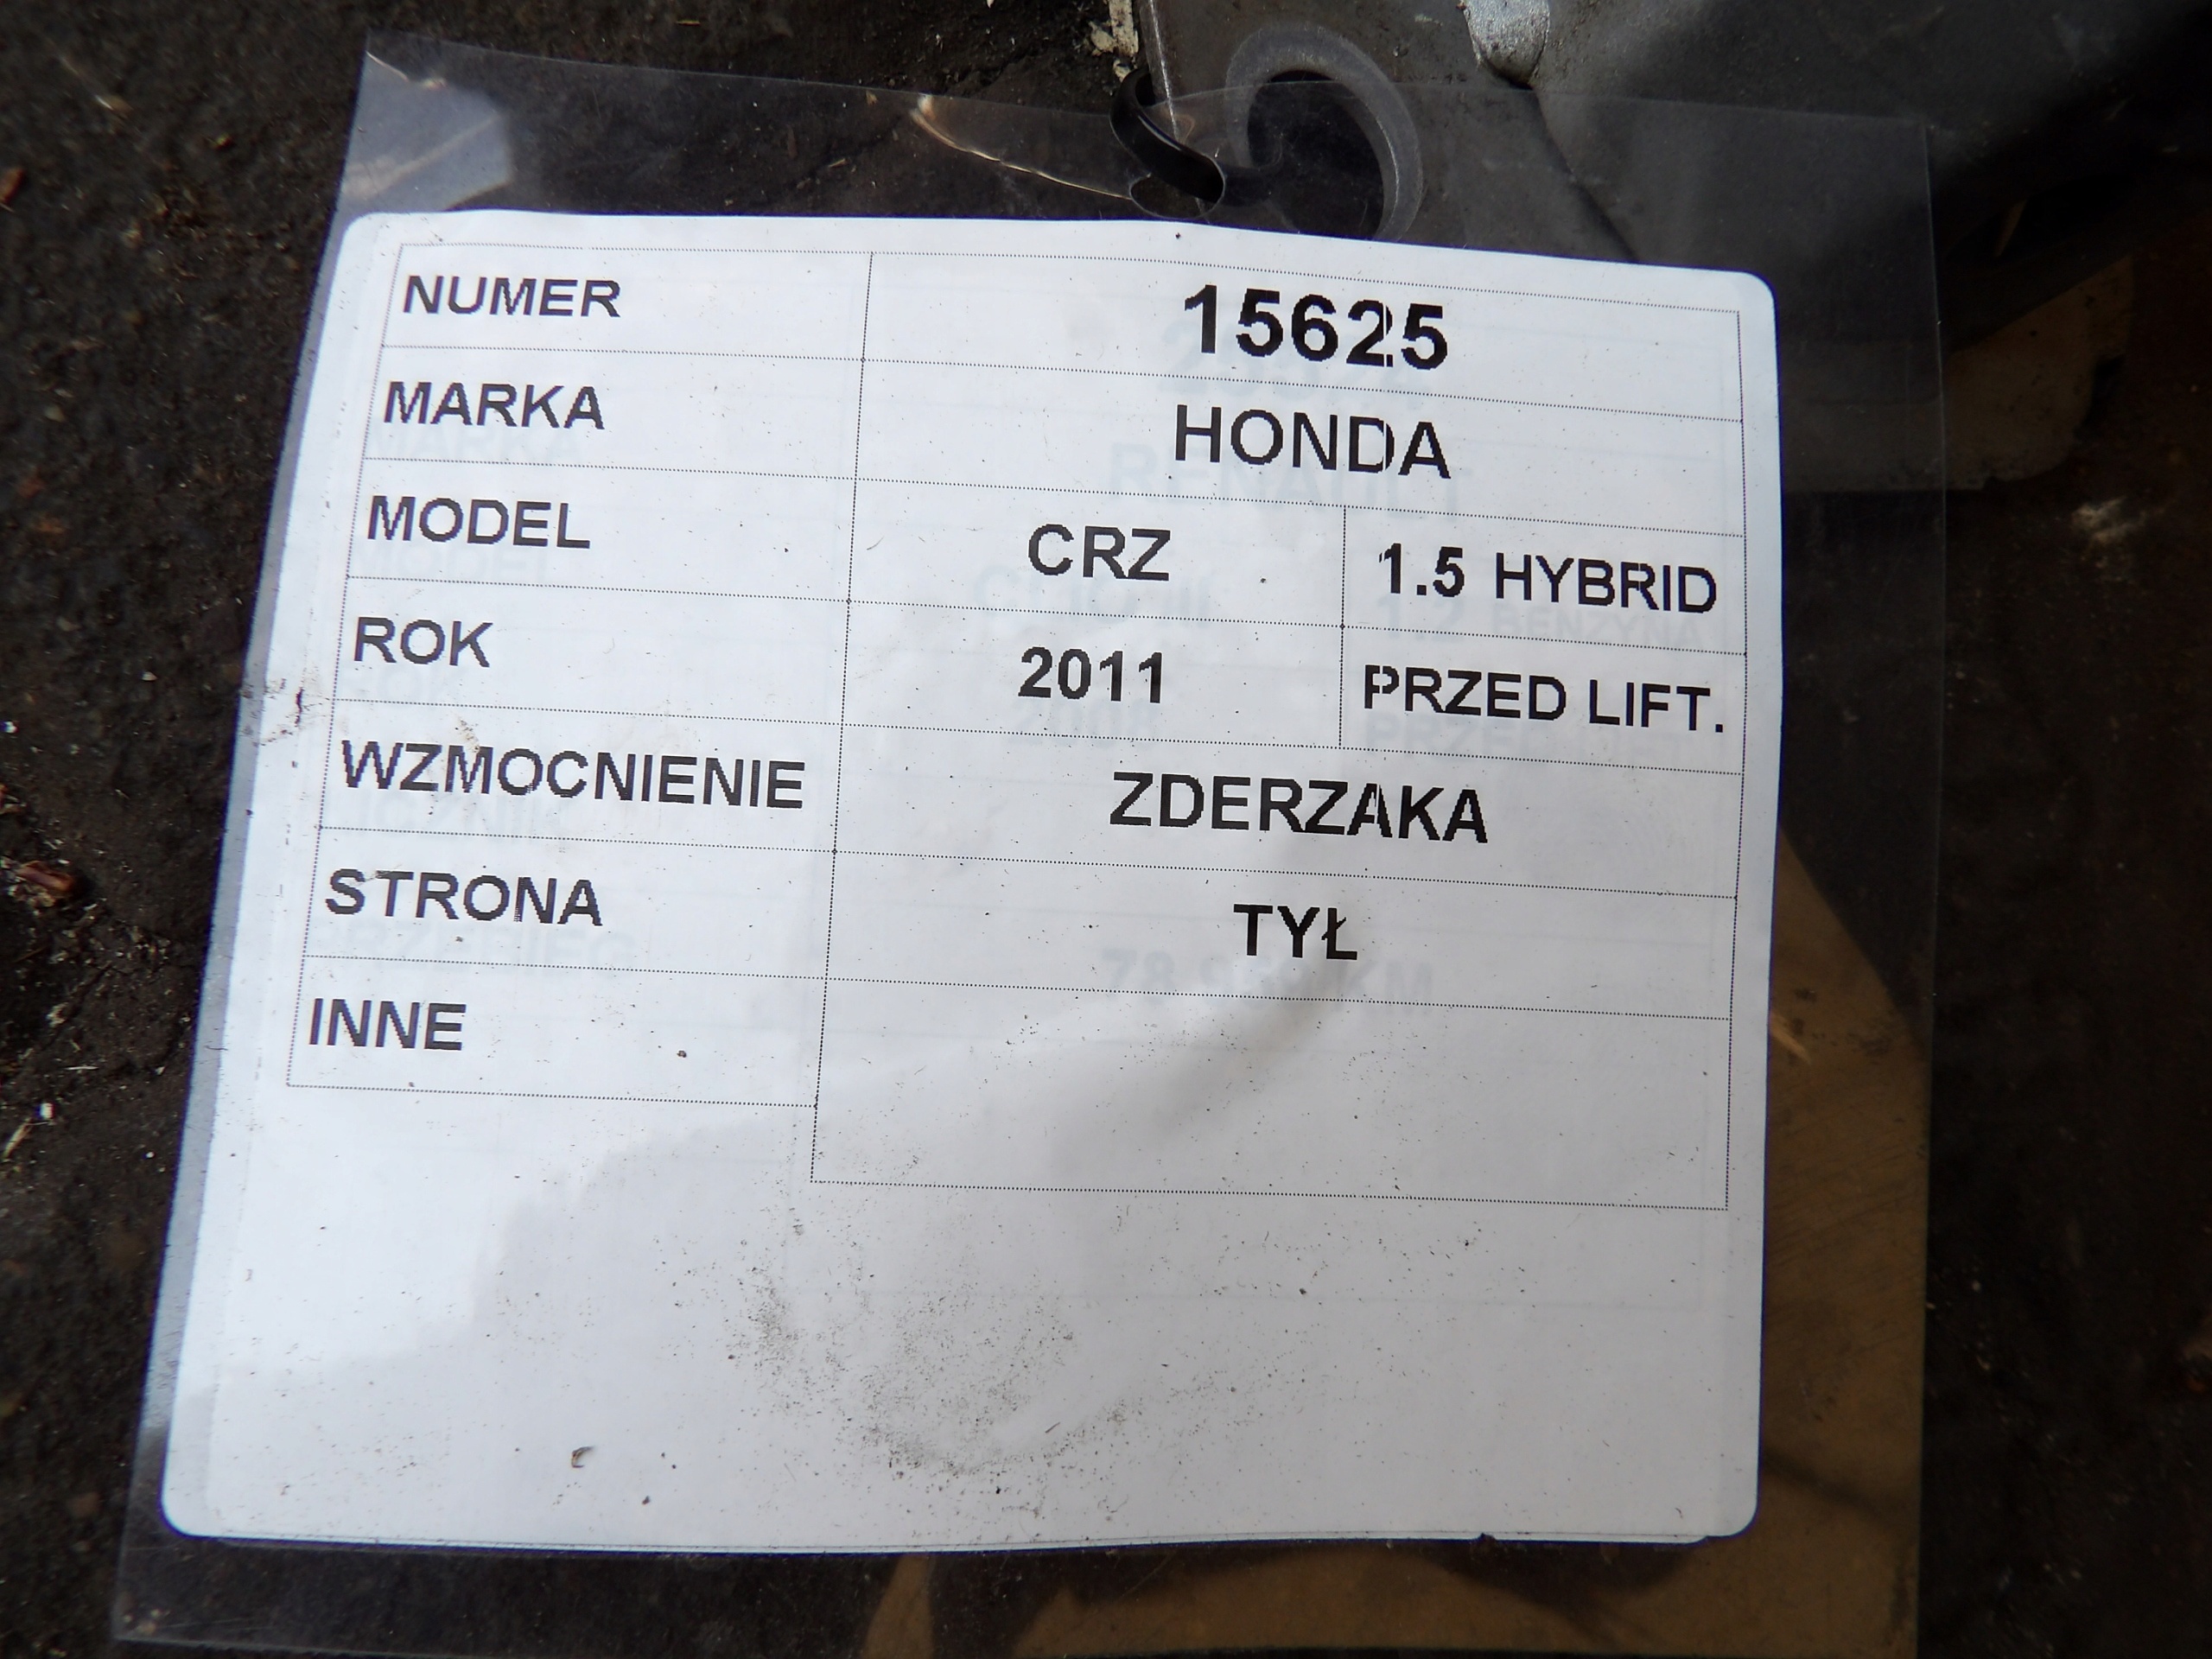 NUMER 15625
MARKA HONDA
MODEL CRZ 1.5 HYBRID
ROK 2011 PRZED LIFT.
WZMOCNIENIE ZDERZAKA
STRONA TYŁ
INNE